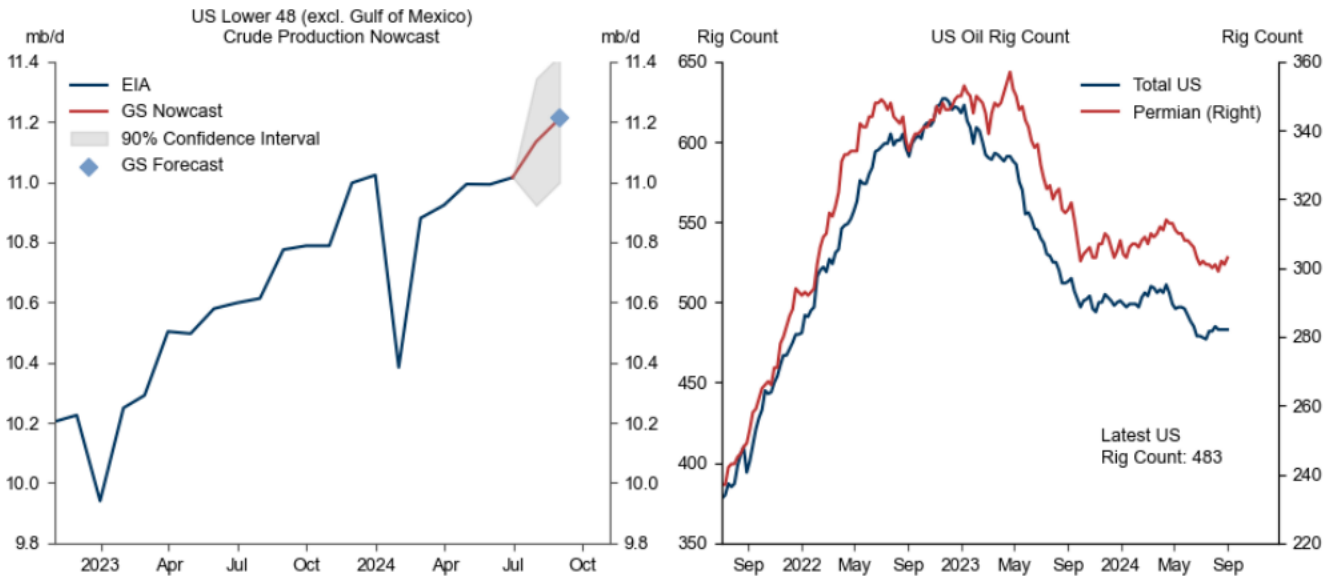 US Lower 48 (excl. Gulf of Mexico)
Crude Production Nowcast
mb/d
mb/d
11.4
11.2
11.0
10.8
10.6
10.4
10.2
10.0
9.8
EIA
GS Nowcast
90% Confidence Interval
GS Forecast
11.4
11.2
11.0
10.8
10.6
10.4
10.2
10.0
9.8
2023
Apr
Jul
2024
Apr
Jul
Oct
Rig Count
US Oil Rig Count
Rig Count
650
600
550
500
450
400
350
Total US
Permian (Right)
Latest US
Rig Count: 483
360
340
320
300
280
260
240
220
Sep
2022
May
Sep
2023
May
Sep
2024
May
Sep